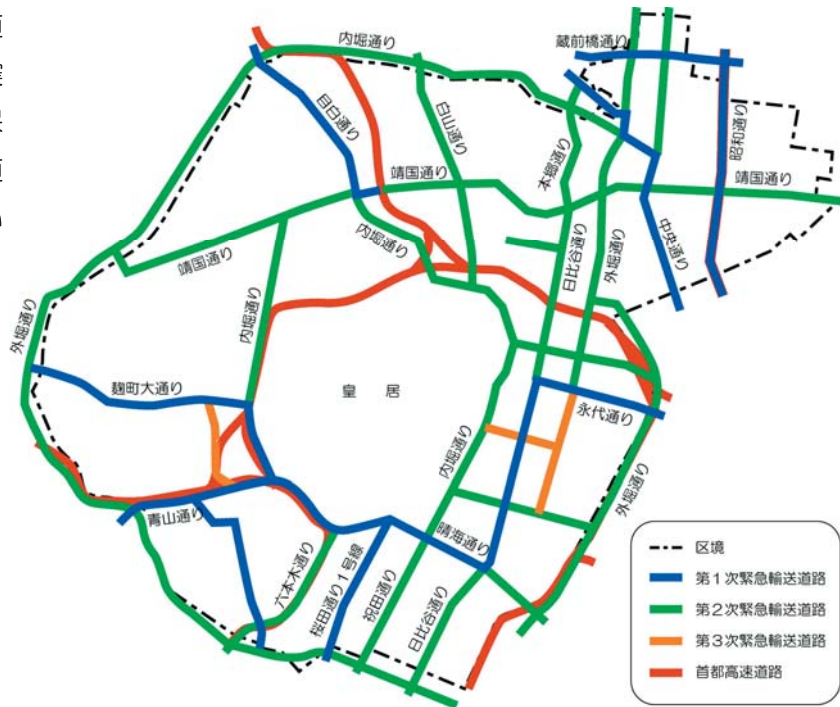 内堀通り
蔵前橋通り
目白通り
白山通り
本郷通り
昭和通り
靖国通り
靖国通り
内堀通り
靖国通り
日比谷通り
外堀通り
中央通り
内堀通り
外堀通り
麹町大通り
皇居
永代通り
内堀通り
外堀通り
青山通り
晴海通り
六本木通り
桜田通り1号線
祝田通り
日比谷通り
区境
第1次緊急輸送道路
第2次緊急輸送道路
第3次緊急輸送道路
首都高速道路